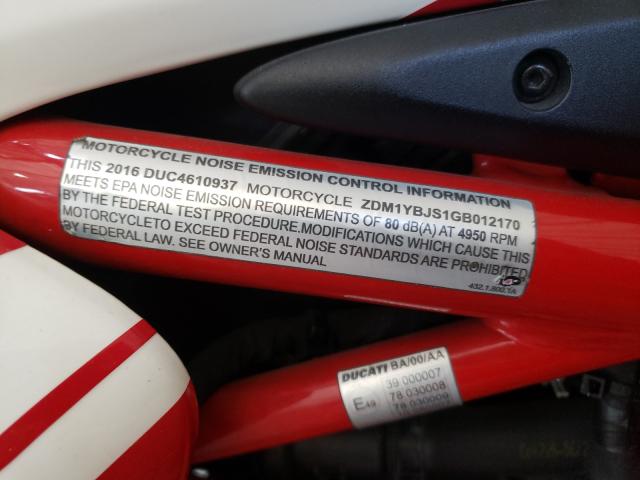 MOTORCYCLE NOISE EMISSION CONTROL INFORMATION
THIS 2016 DUC4610937 MOTORCYCLE ZDM1YBJS1GB012170
MEETS EPA NOISE EMISSION REQUIREMENTS OF 80 dB(A) AT 4950 RPM
BY THE FEDERAL TEST PROCEDURE.MODIFICATIONS WHICH CAUSE THIS
MOTORCYCLETO EXCEED FEDERAL NOISE STANDARDS ARE PROHIBITED
BY FEDERAL LAW. SEE OWNER'S MANUAL
432.1.800.1A
DUCATI BA/00/AA
39 000007
E49 78 030008
78 030009